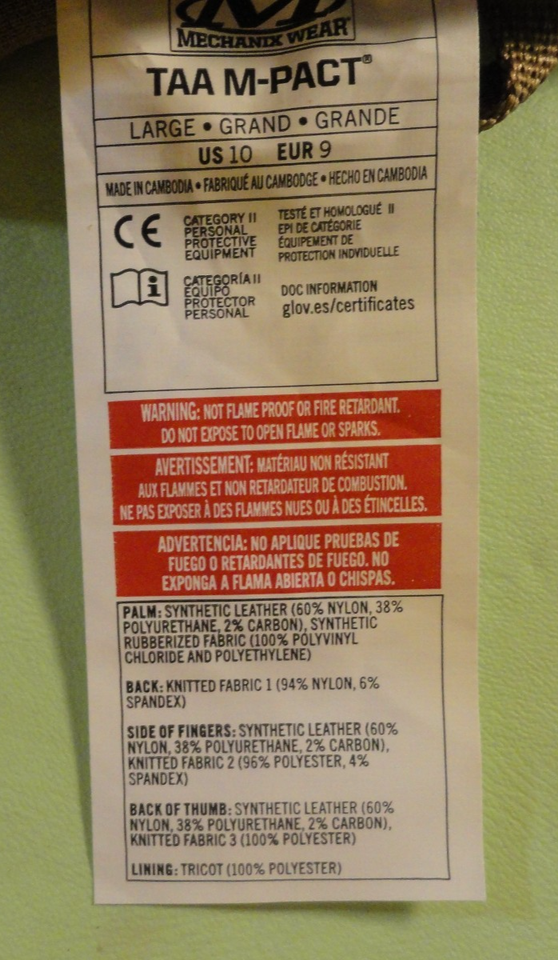 M
MECHANIX WEAR®
TAA M-PACT®
LARGE • GRAND • GRANDE
US 10 EUR 9
MADE IN CAMBODIA • FABRIQUÉ AU CAMBODGE • HECHO EN CAMBODIA
CE
CATEGORY II
PERSONAL
PROTECTIVE
EQUIPMENT
TESTÉ ET HOMOLOGUÉ II
EPI DE CATÉGORIE
ÉQUIPEMENT DE
PROTECTION INDVIDUELLE
i
CATEGORÍA II
EQUIPO
PROTECTOR
PERSONAL
DOC INFORMATION
glov.es/certificates
WARNING: NOT FLAME PROOF OR FIRE RETARDANT.
DO NOT EXPOSE TO OPEN FLAME OR SPARKS.
AVERTISSEMENT: MATÉRIAU NON RÉSISTANT
AUX FLAMMES ET NON RETARDATEUR DE COMBUSTION.
NE PAS EXPOSER À DES FLAMMES NUES OU À DES ÉTINCELLES.
ADVERTENCIA: NO APLIQUE PRUEBAS DE
FUEGO O RETARDANTES DE FUEGO. NO
EXPONGA A FLAMA ABIERTA O CHISPAS.
PALM: SYNTHETIC LEATHER (60% NYLON, 38%
POLYURETHANE, 2% CARBON), SYNTHETIC
RUBBERIZED FABRIC (100% POLYVINYL
CHLORIDE AND POLYETHYLENE)
BACK: KNITTED FABRIC 1 (94% NYLON, 6%
SPANDEX)
SIDE OF FINGERS: SYNTHETIC LEATHER (60%
NYLON, 38% POLYURETHANE, 2% CARBON),
KNITTED FABRIC 2 (96% POLYESTER, 4%
SPANDEX)
BACK OF THUMB: SYNTHETIC LEATHER (60%
NYLON, 38% POLYURETHANE, 2% CARBON),
KNITTED FABRIC 3 (100% POLYESTER)
LINING: TRICOT (100% POLYESTER)